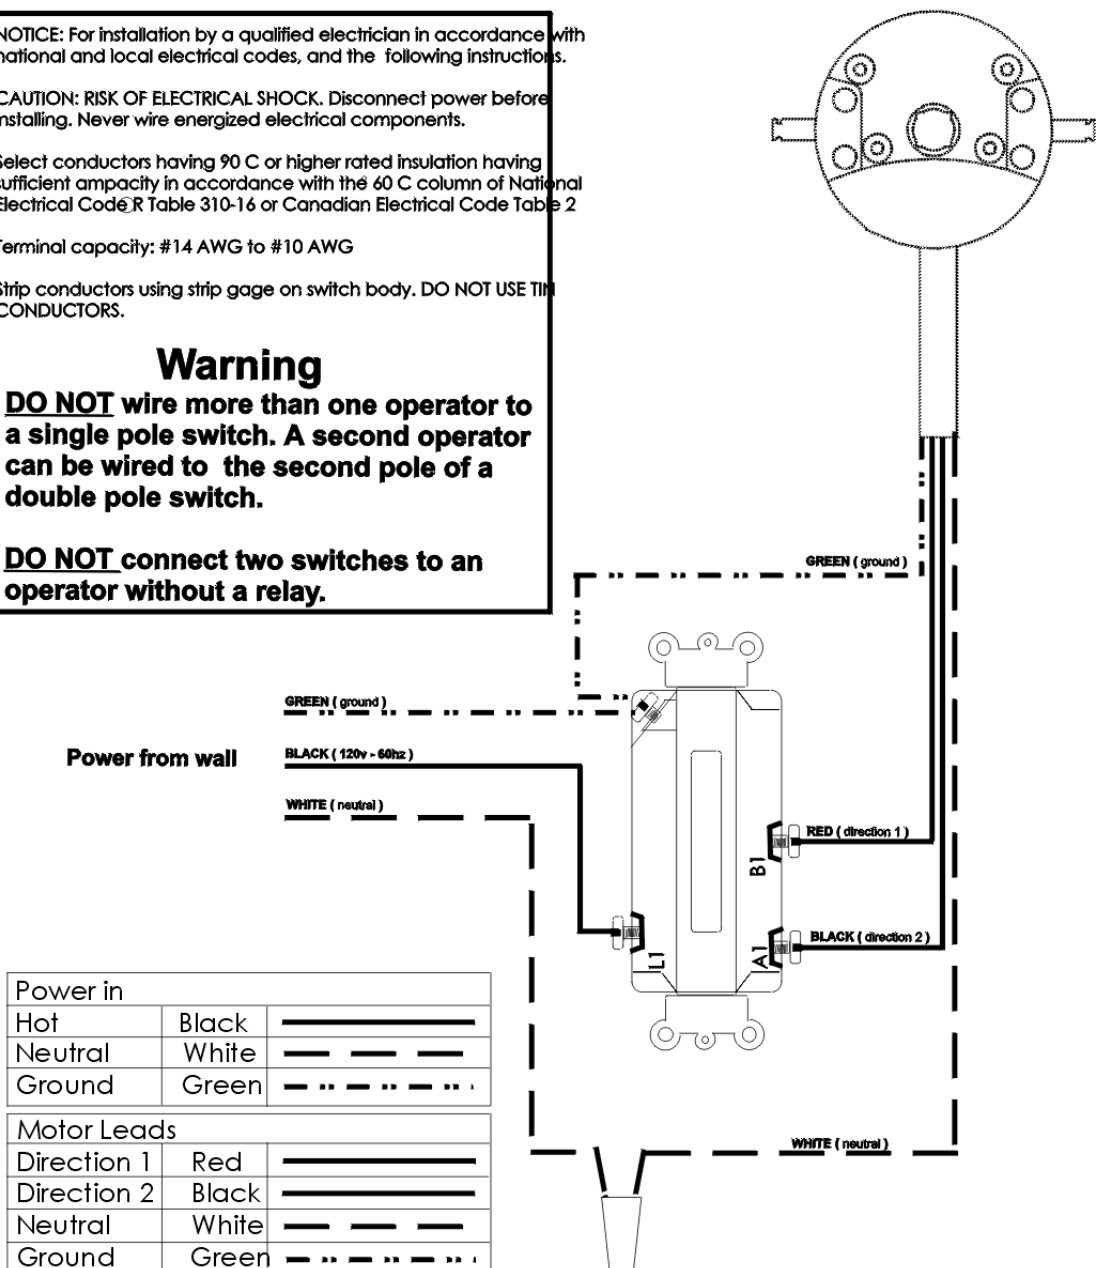 NOTICE: For installation by a qualified electrician in accordance with
national and local electrical codes, and the following instructions.
CAUTION: RISK OF ELECTRICAL SHOCK. Disconnect power before
installing. Never wire energized electrical components.
Select conductors having 90 C or higher rated insulation having
sufficient ampacity in accordance with the 60 C column of National
Electrical Code R Table 310-16 or Canadian Electrical Code Table 2
Terminal capacity: #14 AWG to #10 AWG
Strip conductors using strip gage on switch body. DO NOT USE TIN
CONDUCTORS.
Warning
DO NOT wire more than one operator to
a single pole switch. A second operator
can be wired to the second pole of a
double pole switch.
DO NOT connect two switches to an
operator without a relay.
GREEN ( ground )
GREEN ( ground )
Power from wall
BLACK ( 120v - 60hz )
WHITE ( neutral )
RED ( direction 1 )
B1
BLACK ( direction 2 )
A1
L1
WHITE ( neutral )
Power in
Hot Black
Neutral White
Ground Green
Motor Leads
Direction 1 Red
Direction 2 Black
Neutral White
Ground Green